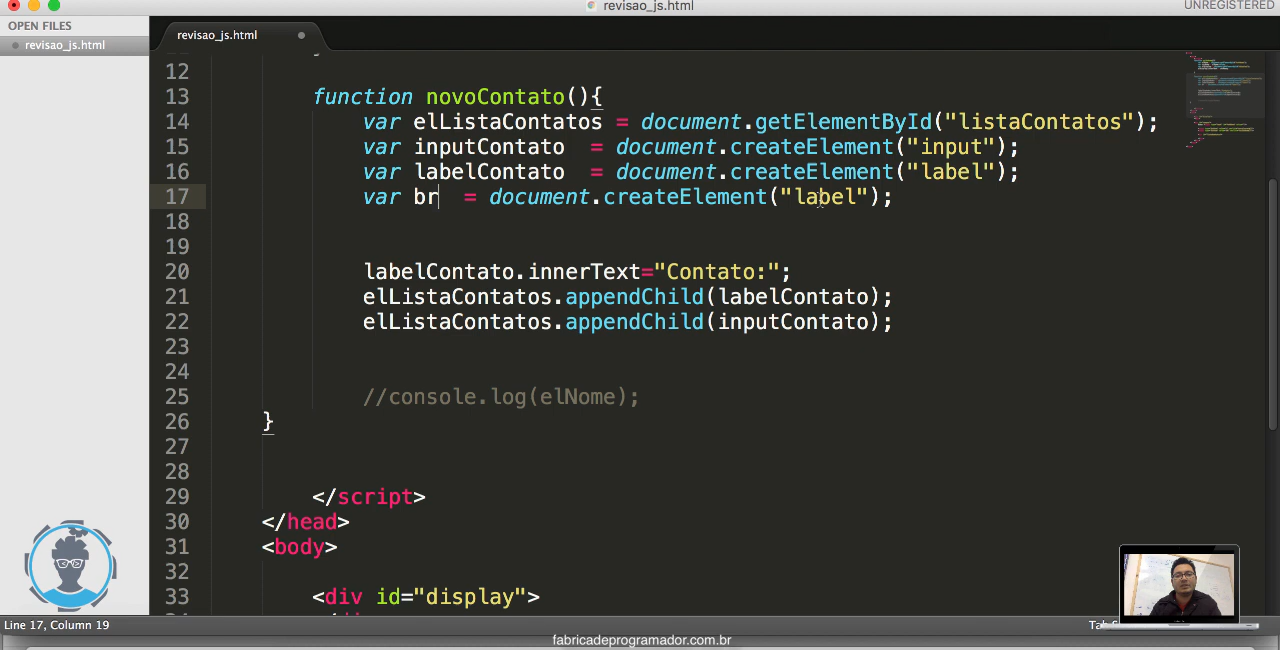 revisao_js.html
UNREGISTERED
OPEN FILES
revisao_js.html
revisao_js.html
12
13 function novoContato(){
14 var elListaContatos = document.getElementById("listaContatos");
15 var inputContato = document.createElement("input");
16 var labelContato = document.createElement("label");
17 var br = document.createElement("label");
18
19
20 labelContato.innerText="Contato:";
21 elListaContatos.appendChild(labelContato);
22 elListaContatos.appendChild(inputContato);
23
24
25 //console.log(elNome);
26 }
27
28
29 </script>
30 </head>
31 <body>
32
33 <div id="display">
Line 17, Column 19
fabricadeprogramador.com.br